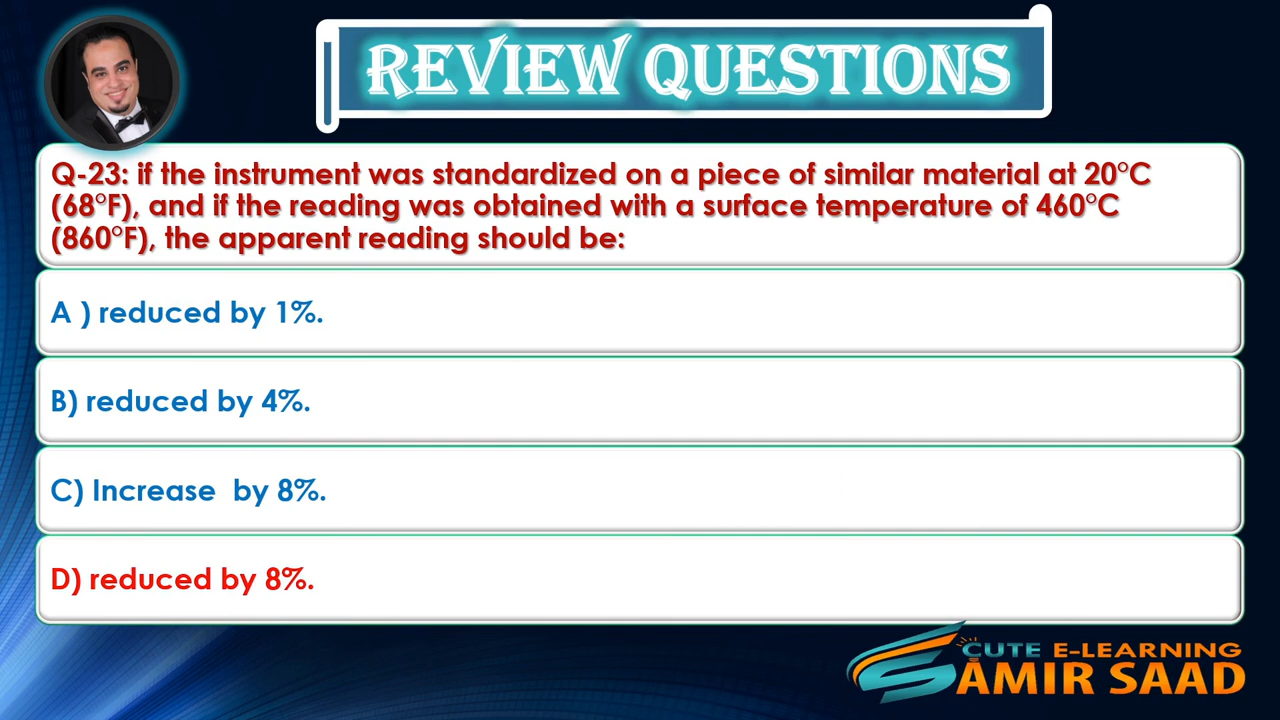 REVIEW QUESTIONS
Q-23: if the instrument was standardized on a piece of similar material at 20°C
(68°F), and if the reading was obtained with a surface temperature of 460°C
(860°F), the apparent reading should be:
A ) reduced by 1%.
B) reduced by 4%.
C) Increase  by 8%.
D) reduced by 8%.
CUTE E-LEARNING
AMIR SAAD